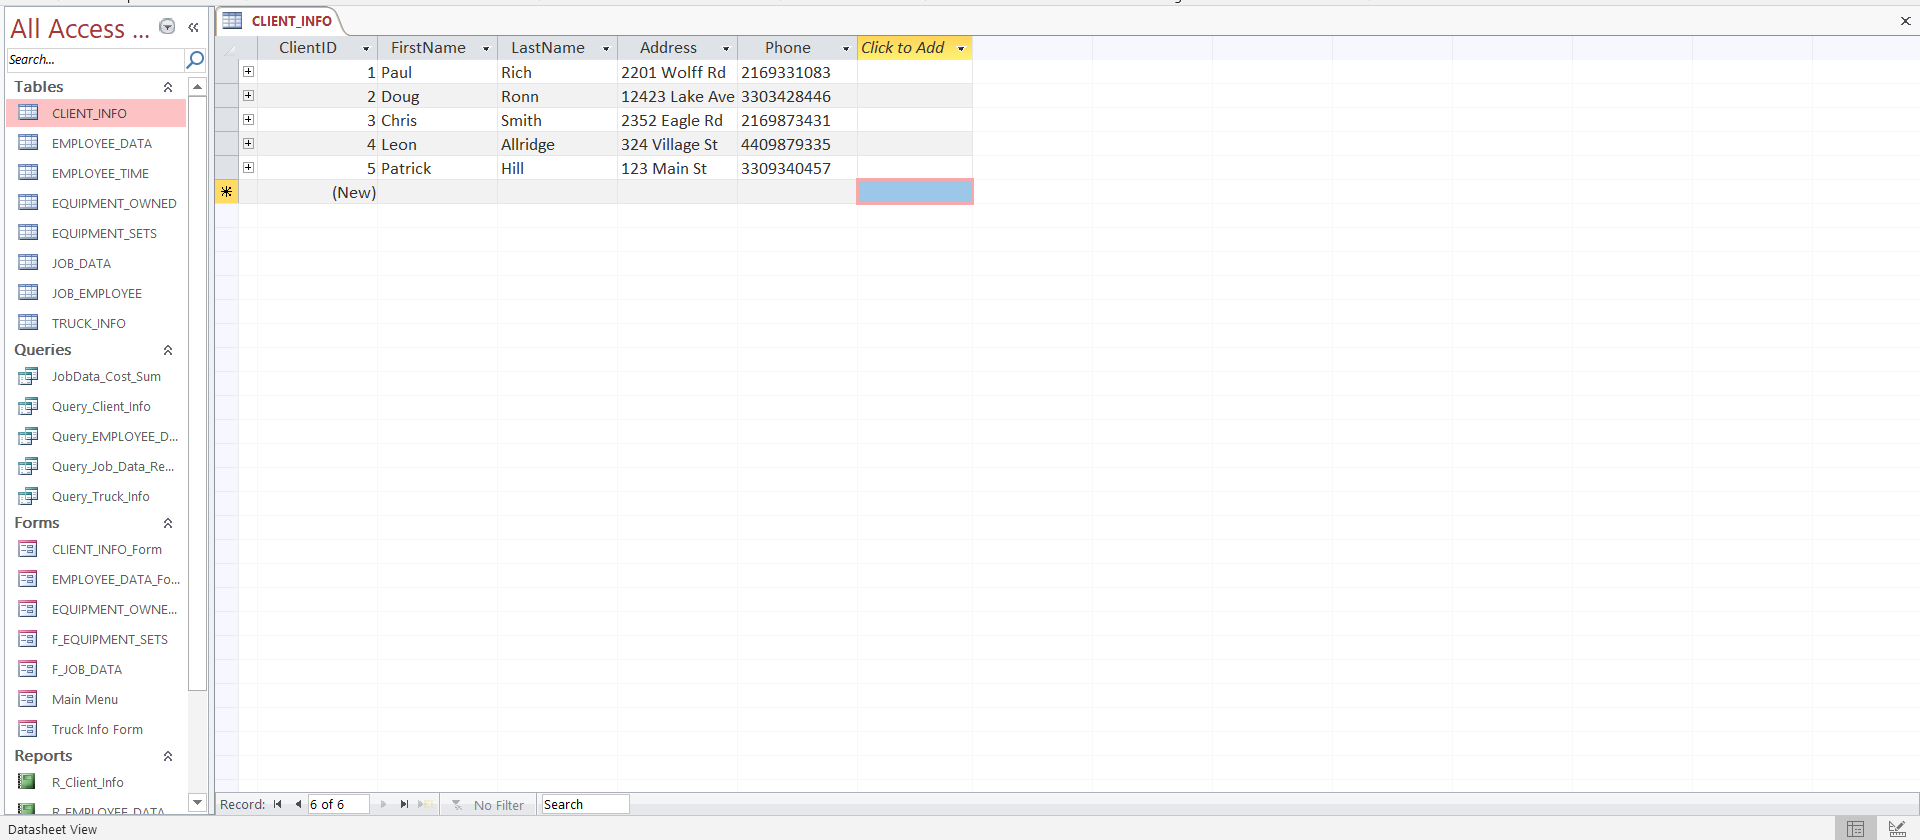 All Access ...
Search...
Tables
CLIENT_INFO
EMPLOYEE_DATA
EMPLOYEE_TIME
EQUIPMENT_OWNED
EQUIPMENT_SETS
JOB_DATA
JOB_EMPLOYEE
TRUCK_INFO
Queries
JobData_Cost_Sum
Query_Client_Info
Query_EMPLOYEE_D...
Query_Job_Data_Re...
Query_Truck_Info
Forms
CLIENT_INFO_Form
EMPLOYEE_DATA_Fo...
EQUIPMENT_OWNE...
F_EQUIPMENT_SETS
F_JOB_DATA
Main Menu
Truck Info Form
Reports
R_Client_Info
R_EMPLOYEE_DATA
CLIENT_INFO
ClientID FirstName LastName Address Phone Click to Add
1 Paul Rich 2201 Wolff Rd 2169331083
2 Doug Ronn 12423 Lake Ave 3303428446
3 Chris Smith 2352 Eagle Rd 2169873431
4 Leon Allridge 324 Village St 4409879335
5 Patrick Hill 123 Main St 3309340457
(New)
Record: 6 of 6 No Filter Search
Datasheet View